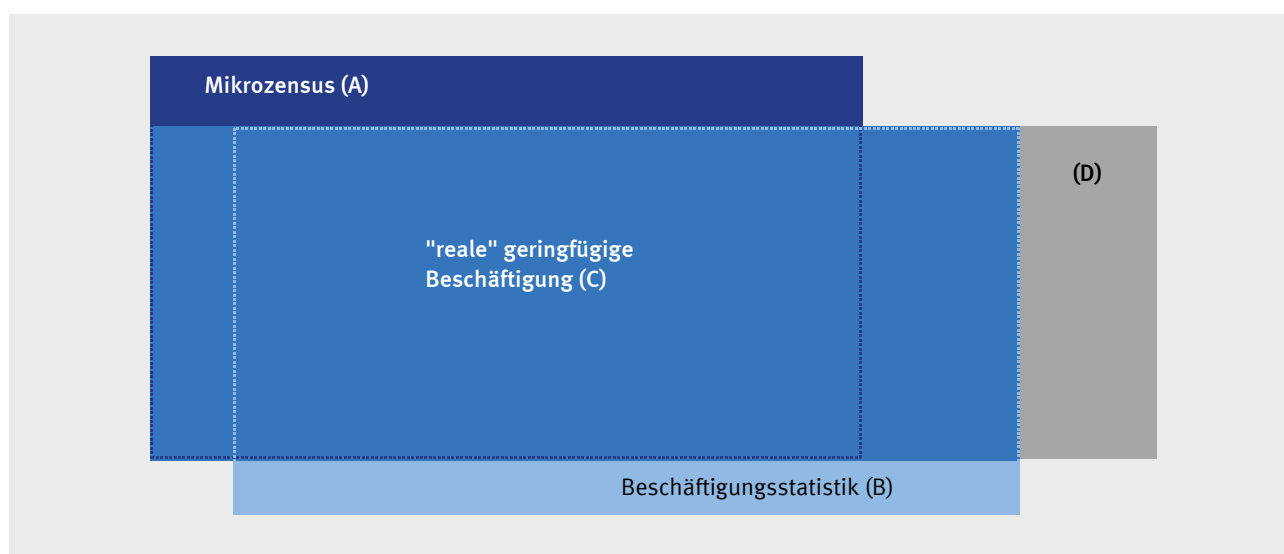 Mikrozensus (A)
(D)
"reale" geringfügige
Beschäftigung (C)
Beschäftigungsstatistik (B)